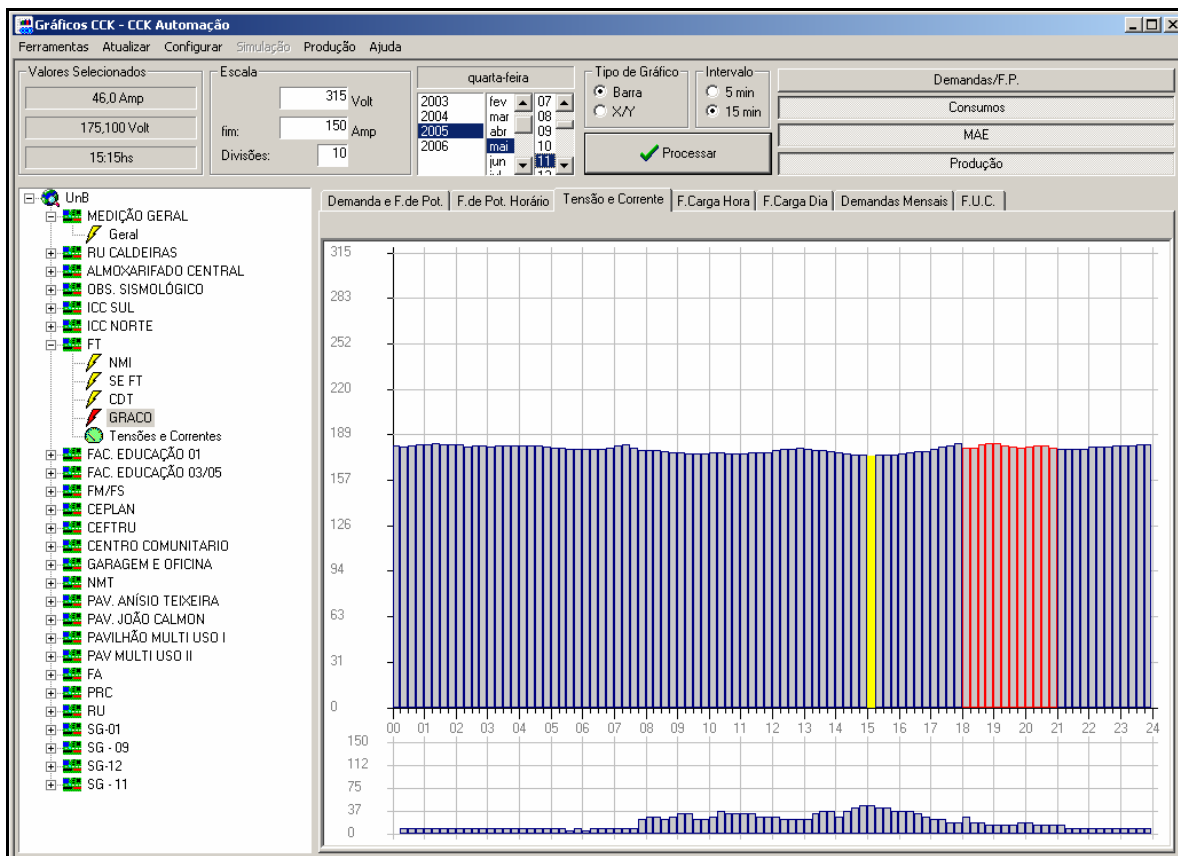 Gráficos CCK - CCK Automação
Ferramentas Atualizar Configurar Simulação Produção Ajuda
Valores Selecionados
46,0 Amp
175,100 Volt
15:15hs
Escala
315 Volt
fim: 150 Amp
Divisões: 10
quarta-feira
2003
2004
2005
2006
fev
mar
abr
mai
jun
07
08
09
10
11
Tipo de Gráfico
Barra
X/Y
Intervalo
5 min
15 min
Processar
Demandas/F.P.
Consumos
MAE
Produção
UnB
MEDIÇÃO GERAL
Geral
RU CALDEIRAS
ALMOXARIFADO CENTRAL
OBS. SISMOLÓGICO
ICC SUL
ICC NORTE
FT
NMI
SE FT
CDT
GRACO
Tensões e Correntes
FAC. EDUCAÇÃO 01
FAC. EDUCAÇÃO 03/05
FM/FS
CEPLAN
CEFTRU
CENTRO COMUNITARIO
GARAGEM E OFICINA
NMT
PAV. ANÍSIO TEIXEIRA
PAV. JOÃO CALMON
PAVILHÃO MULTI USO I
PAV MULTI USO II
FA
PRC
RU
SG-01
SG - 09
SG-12
SG - 11
Demanda e F.de Pot. F.de Pot. Horário Tensão e Corrente F.Carga Hora F.Carga Dia Demandas Mensais F.U.C.
315
283
252
220
189
157
126
94
63
31
0
00 01 02 03 04 05 06 07 08 09 10 11 12 13 14 15 16 17 18 19 20 21 22 23 24
150
112
75
37
0